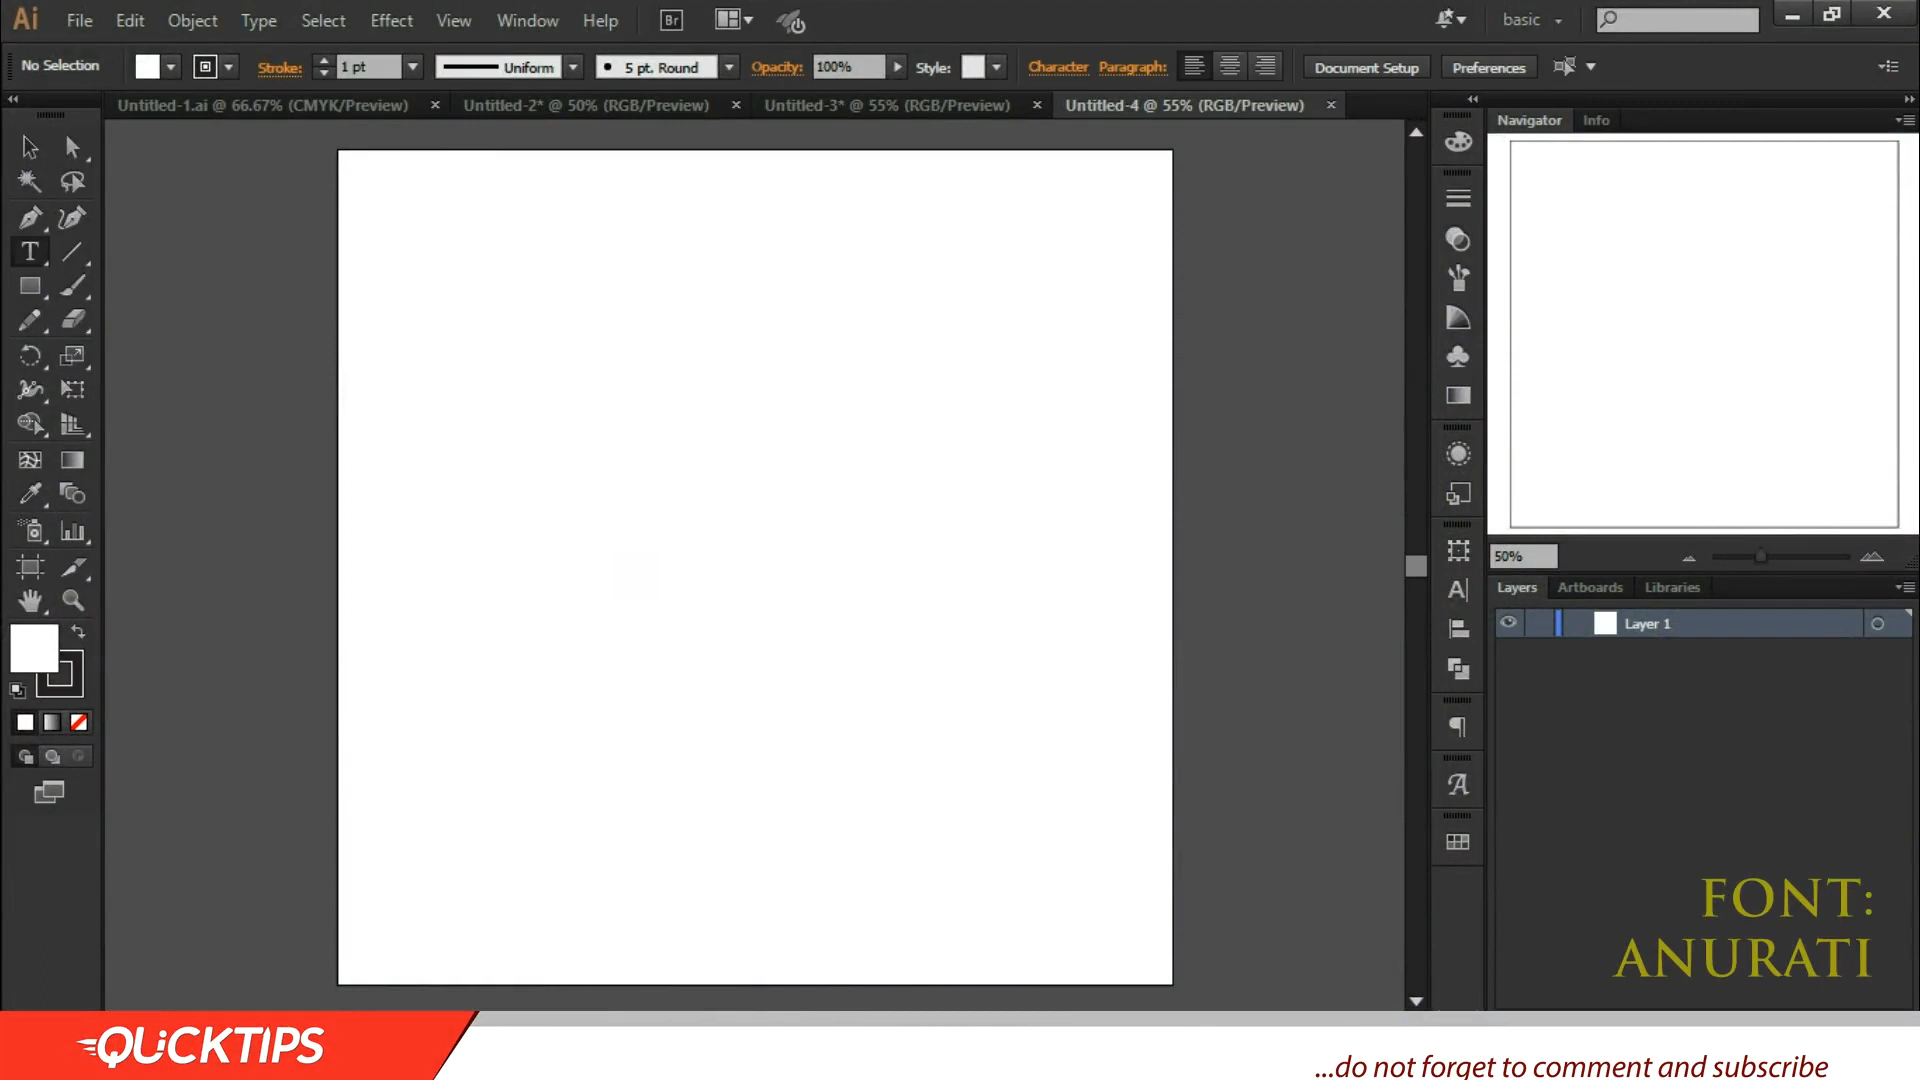 Ai File Edit Object Type Select Effect View Window Help Br basic
No Selection Stroke: 1 pt Uniform 5 pt. Round Opacity: 100% Style: Character Paragraph: Document Setup Preferences
Untitled-1.ai @ 66.67% (CMYK/Preview) Untitled-2* @ 50% (RGB/Preview) Untitled-3* @ 55% (RGB/Preview) Untitled-4 @ 55% (RGB/Preview)
Navigator Info
50%
Layers Artboards Libraries
Layer 1
FONT:
ANURATI
QUiCKTIPS
...do not forget to comment and subscribe